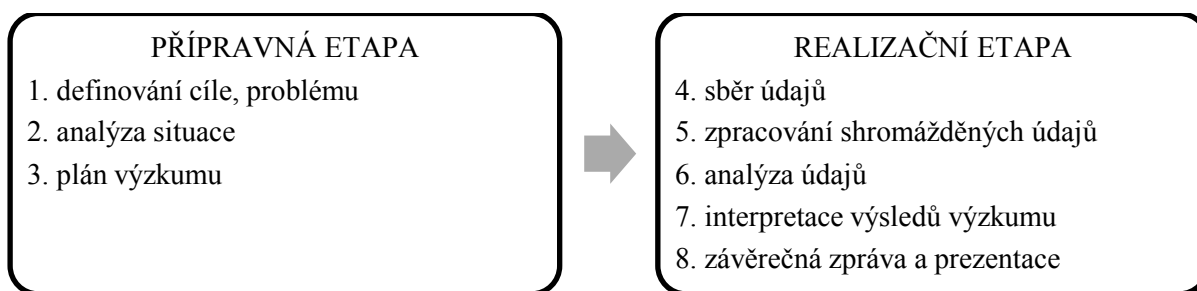 PŘÍPRAVNÁ ETAPA
1. definování cíle, problému
2. analýza situace
3. plán výzkumu
REALIZAČNÍ ETAPA
4. sběr údajů
5. zpracování shromážděných údajů
6. analýza údajů
7. interpretace výsledů výzkumu
8. závěrečná zpráva a prezentace